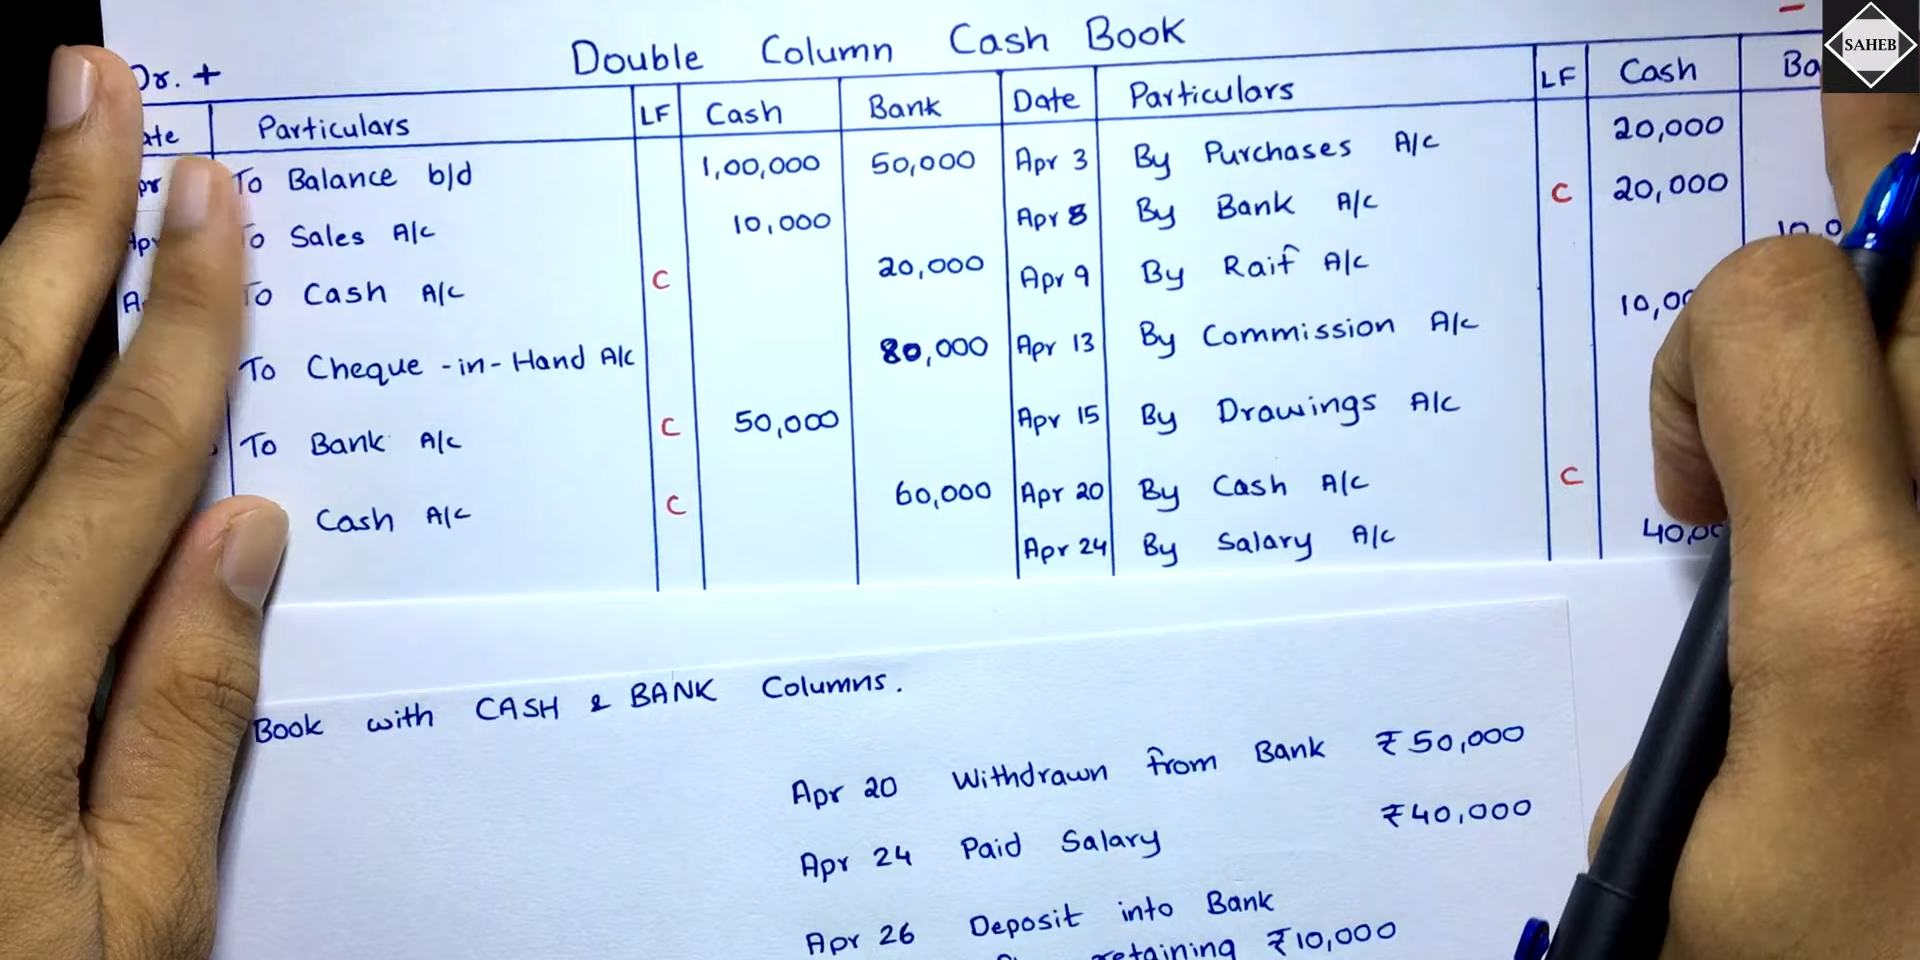 SAHEB
Double Column Cash Book
Dr. +
Particulars LF Cash Bank Date Particulars LF Cash
To Balance b/d 1,00,000 50,000 Apr 3 By Purchases A/c 20,000
To Sales A/c 10,000 Apr 8 By Bank A/c C 20,000
To Cash A/c C 20,000 Apr 9 By Raif A/c
To Cheque-in-Hand A/c 80,000 Apr 13 By Commission A/c
To Bank A/c C 50,000 Apr 15 By Drawings A/c
Cash A/c C 60,000 Apr 20 By Cash A/c C
Apr 24 By Salary A/c
Book with CASH & BANK Columns.
Apr 20 Withdrawn from Bank ₹50,000
Apr 24 Paid Salary ₹40,000
Apr 26 Deposit into Bank
retaining ₹10,000